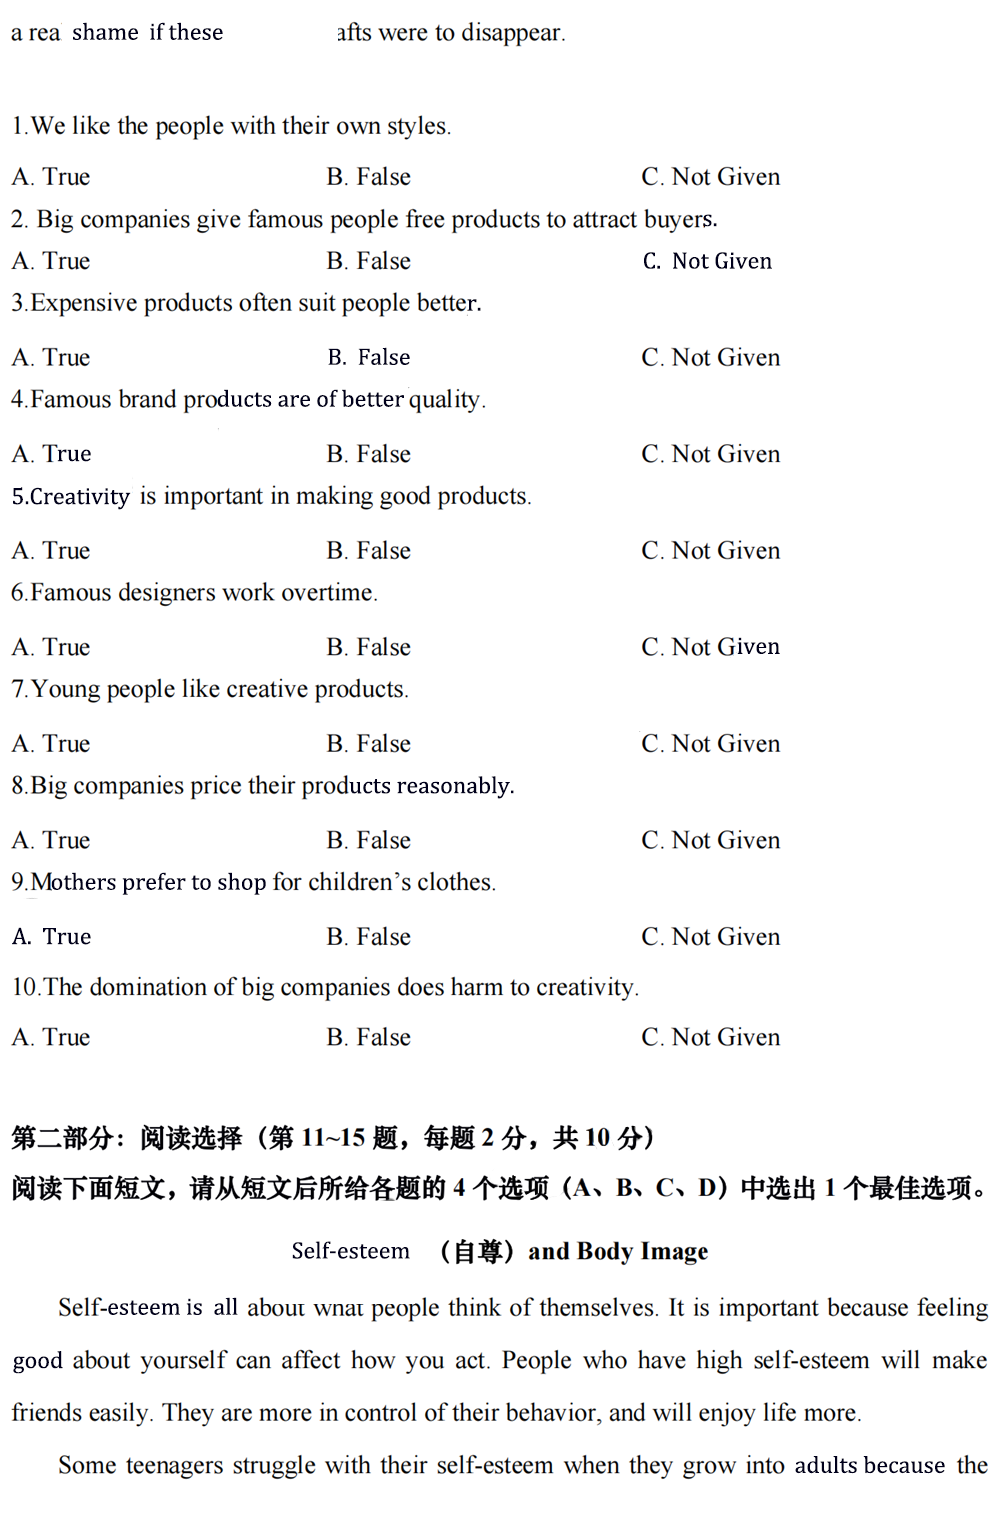 a rea shame if these afts were to disappear.
1.We like the people with their own styles.
A. True B. False C. Not Given
2. Big companies give famous people free products to attract buyers.
A. True B. False C. Not Given
3.Expensive products often suit people better.
A. True B. False C. Not Given
4.Famous brand products are of better quality.
A. True B. False C. Not Given
5.Creativity is important in making good products.
A. True B. False C. Not Given
6.Famous designers work overtime.
A. True B. False C. Not Given
7.Young people like creative products.
A. True B. False C. Not Given
8.Big companies price their products reasonably.
A. True B. False C. Not Given
9.Mothers prefer to shop for children’s clothes.
A. True B. False C. Not Given
10.The domination of big companies does harm to creativity.
A. True B. False C. Not Given
第二部分：阅读选择（第 11~15 题，每题 2 分，共 10 分）
阅读下面短文，请从短文后所给各题的 4 个选项（A、B、C、D）中选出 1 个最佳选项。
Self-esteem （自尊）and Body Image
Self-esteem is all about what people think of themselves. It is important because feeling
good about yourself can affect how you act. People who have high self-esteem will make
friends easily. They are more in control of their behavior, and will enjoy life more.
Some teenagers struggle with their self-esteem when they grow into adults because the